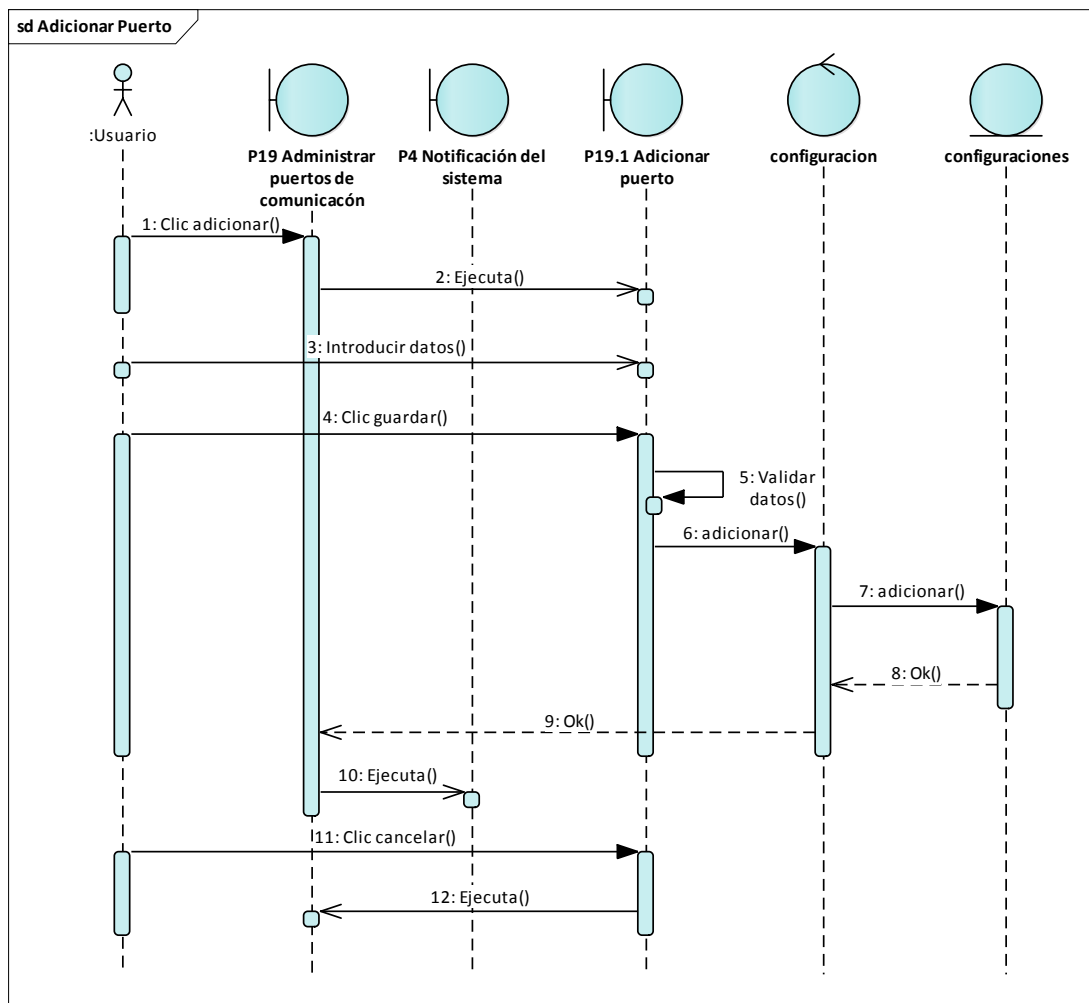 sd Adicionar Puerto
:Usuario
P19 Administrar
puertos de
comunicacón
P4 Notificación del
sistema
P19.1 Adicionar
puerto
configuracion
configuraciones
1: Clic adicionar()
2: Ejecuta()
3: Introducir datos()
4: Clic guardar()
5: Validar
datos()
6: adicionar()
7: adicionar()
8: Ok()
9: Ok()
10: Ejecuta()
11: Clic cancelar()
12: Ejecuta()